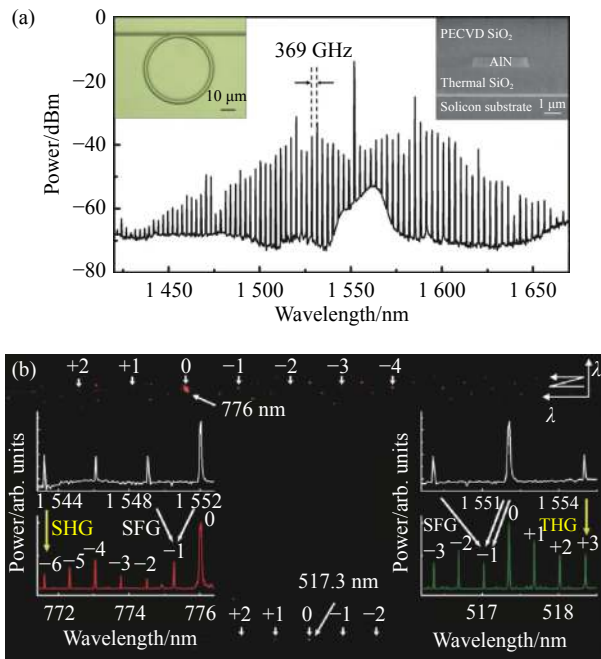 (a)
0
−20
−40
−60
−80
Power/dBm
369 GHz
10 μm
PECVD SiO₂
AlN
Thermal SiO₂
Solicon substrate
1 μm
1 450 1 500 1 550 1 600 1 650
Wavelength/nm
(b)
+2 +1 0 −1 −2 −3 −4
776 nm
λ
λ
Power/arb. units
1 544 1 548 1 552
SHG SFG
0
−6 −5 −4 −3 −2 −1
772 774 776
Wavelength/nm
517.3 nm
+2 +1 0 −1 −2
Power/arb. units
1 551 1 554
SFG 0 THG
−3 −2 −1 +1 +2 +3
517 518
Wavelength/nm